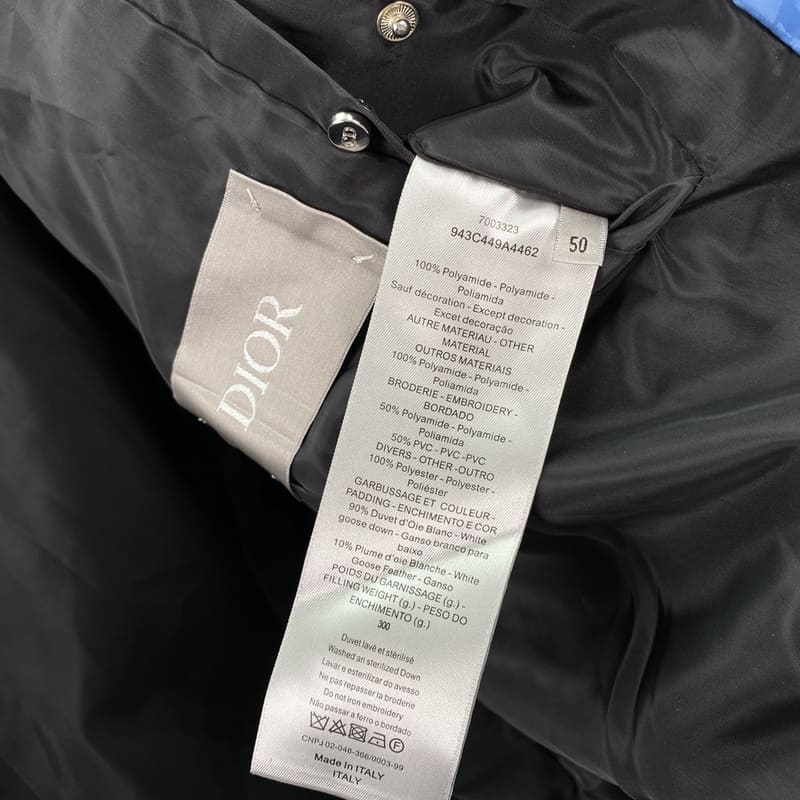 DIOR
7003323
943C449A4462
50
100% Polyamide - Polyamide -
Poliamida
Sauf décoration - Except decoration -
Excet decoração
AUTRE MATERIAU - OTHER
MATERIAL
OUTROS MATERIAIS
100% Polyamide - Polyamide -
Poliamida
BRODERIE - EMBROIDERY -
BORDADO
50% Polyamide - Polyamide -
Poliamida
50% PVC - PVC -PVC
DIVERS - OTHER -OUTRO
100% Polyester - Polyester -
Poliéster
GARBUSSAGE ET COULEUR.-
PADDING - ENCHIMENTO E COR
90% Duvet d'Oie Blanc - White
goose down - Ganso branco para
baixo
10% Plume d'oie Blanche - White
Goose Feather - Ganso
POIDS DU GARNISSAGE (g.) -
FILLING WEIGHT (g.) - PESO DO
ENCHIMENTO (g.)
300
Duvet lavé et stérilisé
Washed an sterilized Down
Lavar e esterilizar do avesso
Ne pas repasser la broderie
Do not iron embroidery
Não passar a ferro o bordado
CNPJ 02-046-366/0003-99
Made In ITALY
ITALY